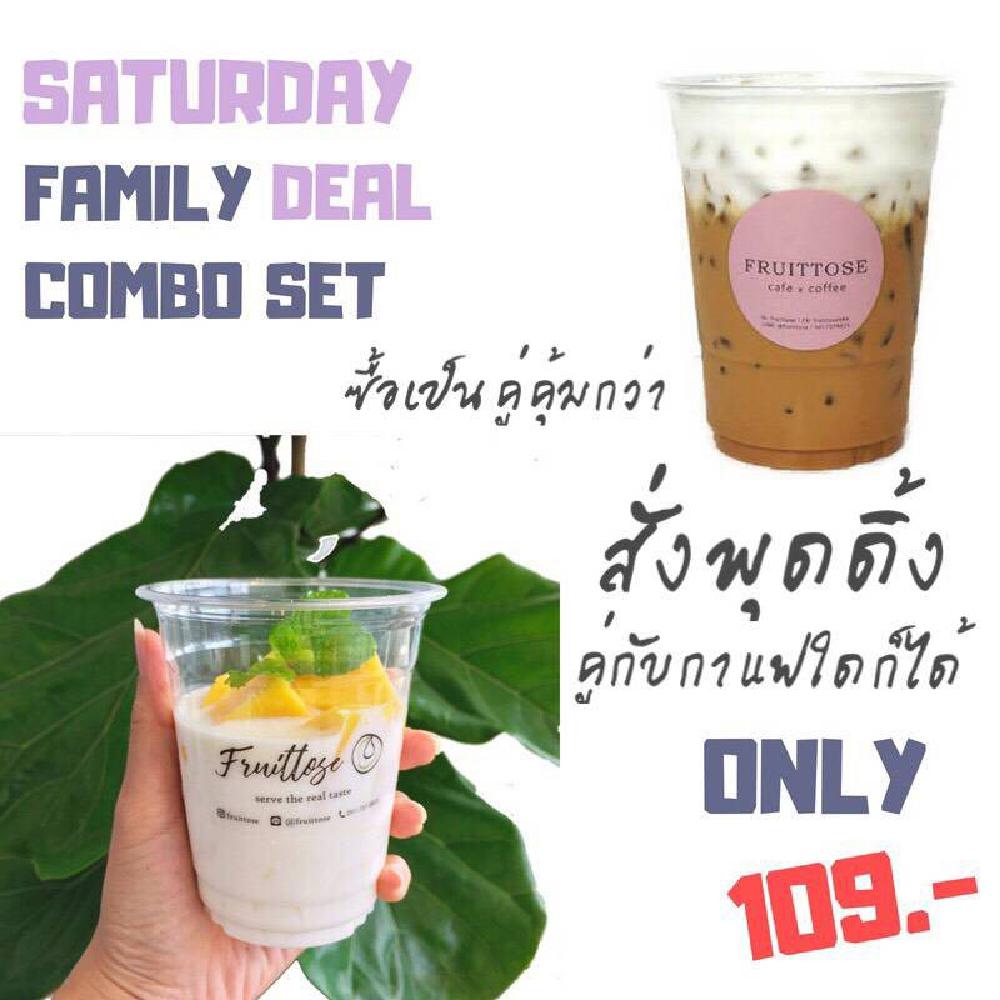 SATURDAY
FAMILY DEAL
COMBO SET
FRUITTOSE
cafe x coffee
ซื้อเป็นคู่คุ้มกว่า
สั่งพุดดิ้ง
คู่กับกาแฟใดก็ได้
Fruittose
serve the real taste
fruittose @fruittose
ONLY
109.-